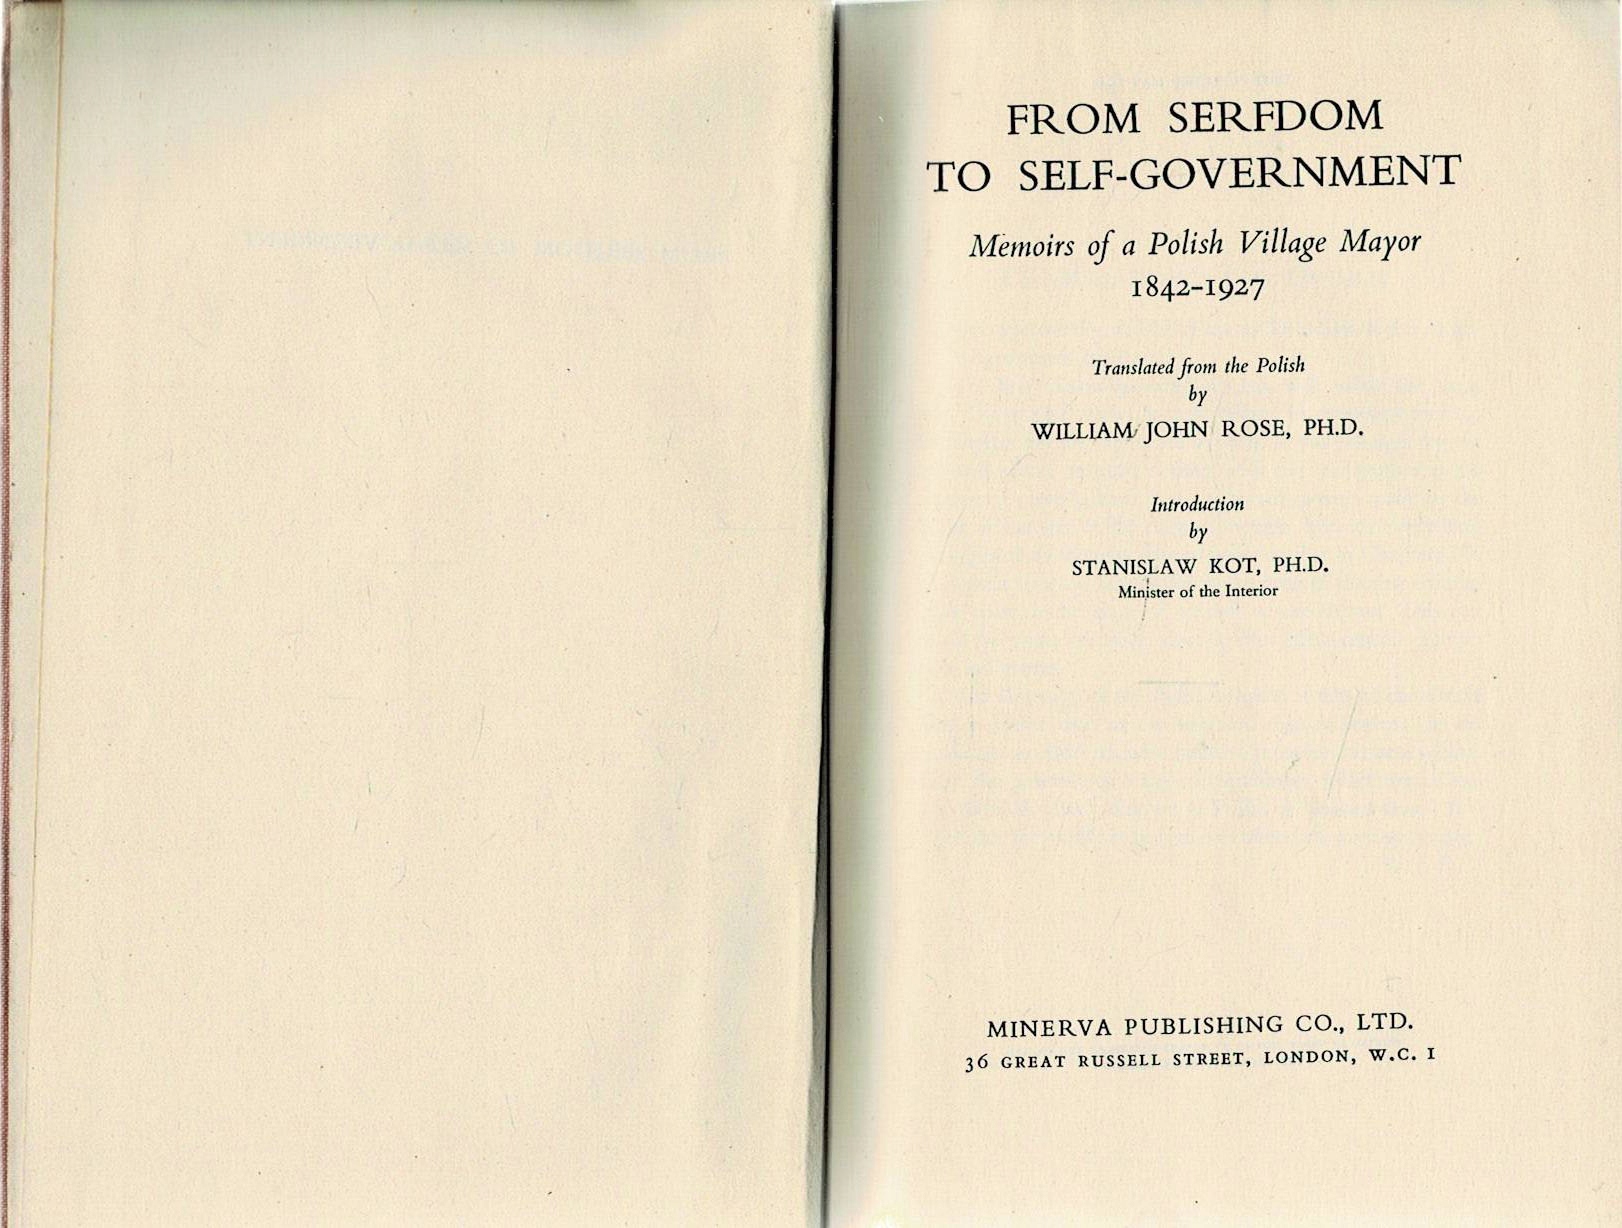 FROM SERFDOM
TO SELF-GOVERNMENT
Memoirs of a Polish Village Mayor
1842-1927
Translated from the Polish
by
WILLIAM JOHN ROSE, PH.D.
Introduction
by
STANISLAW KOT, PH.D.
Minister of the Interior
MINERVA PUBLISHING CO., LTD.
36 GREAT RUSSELL STREET, LONDON, W.C. 1